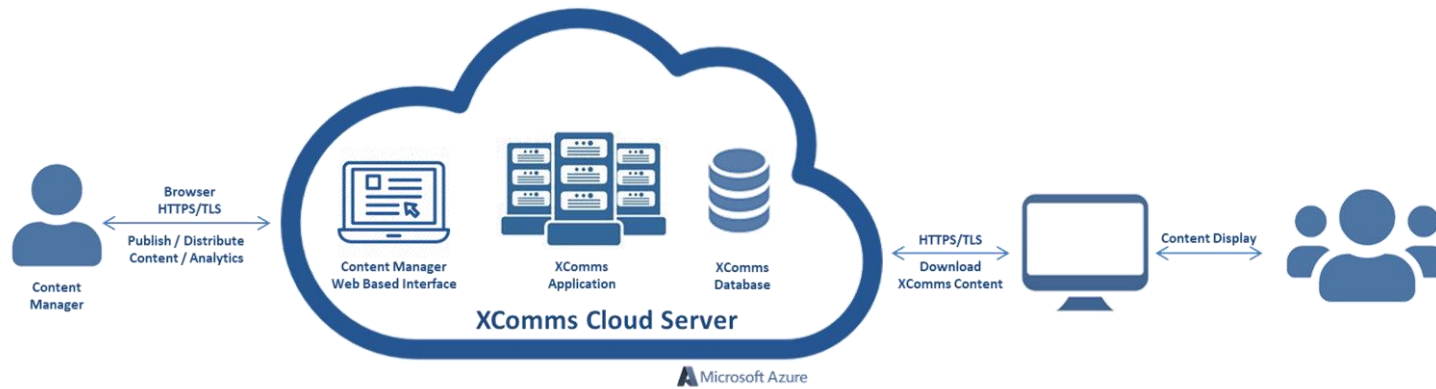 Browser
HTTPS/TLS
Publish / Distribute
Content / Analytics
Content
Manager
Content Manager
Web Based Interface
XComms
Application
XComms
Database
XComms Cloud Server
Microsoft Azure
HTTPS/TLS
Download
XComms Content
Content Display